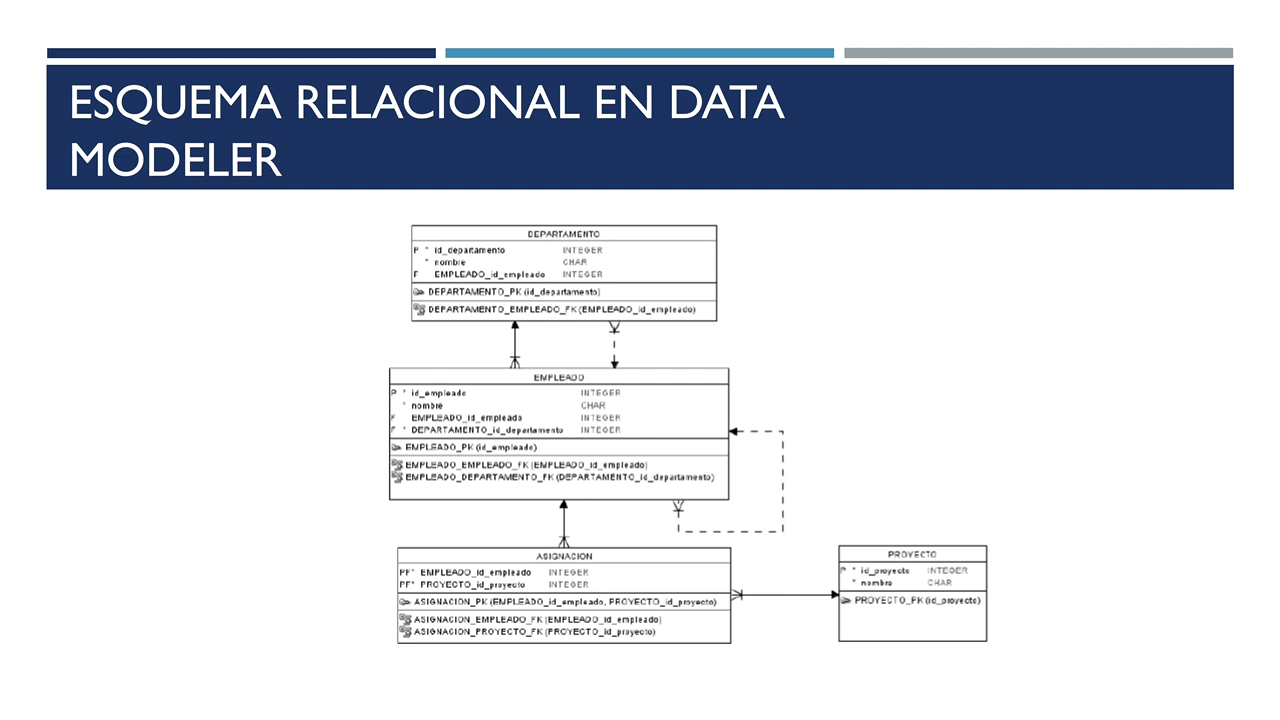 ESQUEMA RELACIONAL EN DATA
MODELER
DEPARTAMENTO
P * id_departamento INTEGER
* nombre CHAR
F EMPLEADO_id_empleado INTEGER
DEPARTAMENTO_PK (id_departamento)
DEPARTAMENTO_EMPLEADO_FK (EMPLEADO_id_empleado)
EMPLEADO
P * id_empleado INTEGER
* nombre CHAR
F EMPLEADO_id_empleado INTEGER
F * DEPARTAMENTO_id_departamento INTEGER
EMPLEADO_PK (id_empleado)
EMPLEADO_EMPLEADO_FK (EMPLEADO_id_empleado)
EMPLEADO_DEPARTAMENTO_FK (DEPARTAMENTO_id_departamento)
ASIGNACION
PF* EMPLEADO_id_empleado INTEGER
PF* PROYECTO_id_proyecto INTEGER
ASIGNACION_PK (EMPLEADO_id_empleado, PROYECTO_id_proyecto)
ASIGNACION_EMPLEADO_FK (EMPLEADO_id_empleado)
ASIGNACION_PROYECTO_FK (PROYECTO_id_proyecto)
PROYECTO
P * id_proyecto INTEGER
* nombre CHAR
PROYECTO_PK (id_proyecto)